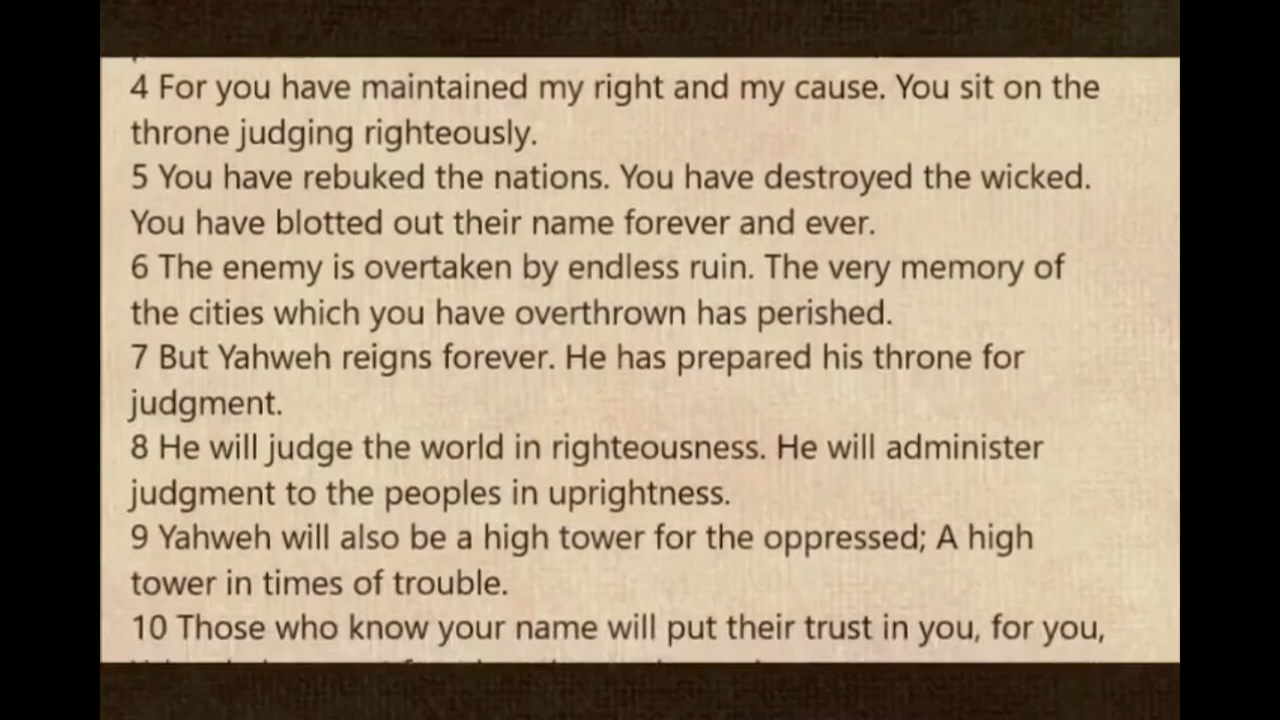 4 For you have maintained my right and my cause. You sit on the
throne judging righteously.
5 You have rebuked the nations. You have destroyed the wicked.
You have blotted out their name forever and ever.
6 The enemy is overtaken by endless ruin. The very memory of
the cities which you have overthrown has perished.
7 But Yahweh reigns forever. He has prepared his throne for
judgment.
8 He will judge the world in righteousness. He will administer
judgment to the peoples in uprightness.
9 Yahweh will also be a high tower for the oppressed; A high
tower in times of trouble.
10 Those who know your name will put their trust in you, for you,